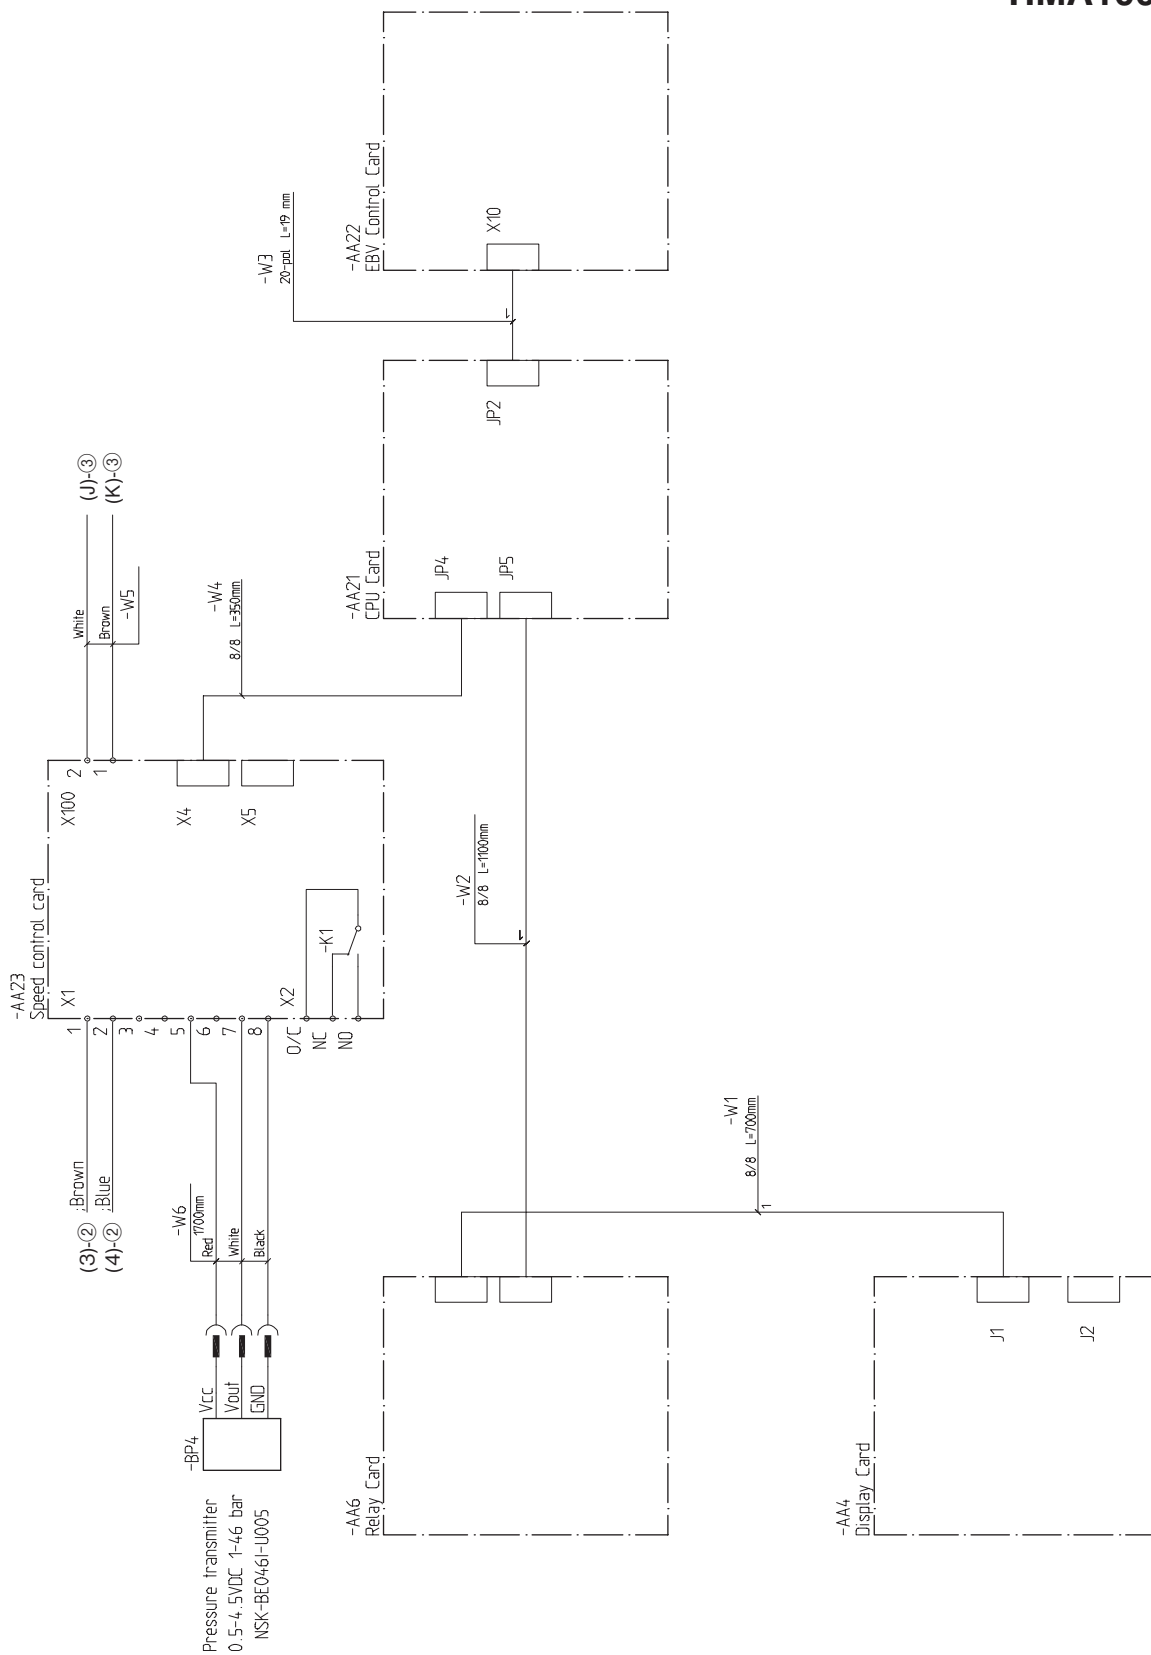 -AA22
EBV Control Card
X10
-W3
20-pol L=19 mm
-AA21
CPU Card
JP2
JP4
JP5
(J)-③
(K)-③
White
Brown
-W5
-W4
8/8 L=350mm
-AA23
Speed control card
X100
2
1
X4
X5
X1
1
2
3
4
5
6
7
8
X2
O/C
NC
NO
-K1
-W2
8/8 L=1100mm
(3)-② ;Brown
(4)-② ;Blue
-W6
1700mm
Red
White
Black
Vcc
Vout
GND
-BP4
Pressure transmitter
0.5-4.5VDC 1-46 bar
NSK-BE046I-U005
-W1
8/8 L=700mm
1
-AA6
Relay Card
-AA4
Display Card
J1
J2